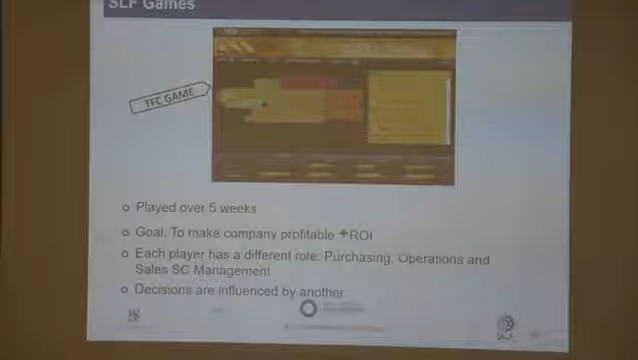 SLF Games
TFC GAME
o Played over 5 weeks
o Goal: To make company profitable +ROI
o Each player has a different role: Purchasing, Operations and
Sales SC Management
o Decisions are influenced by another